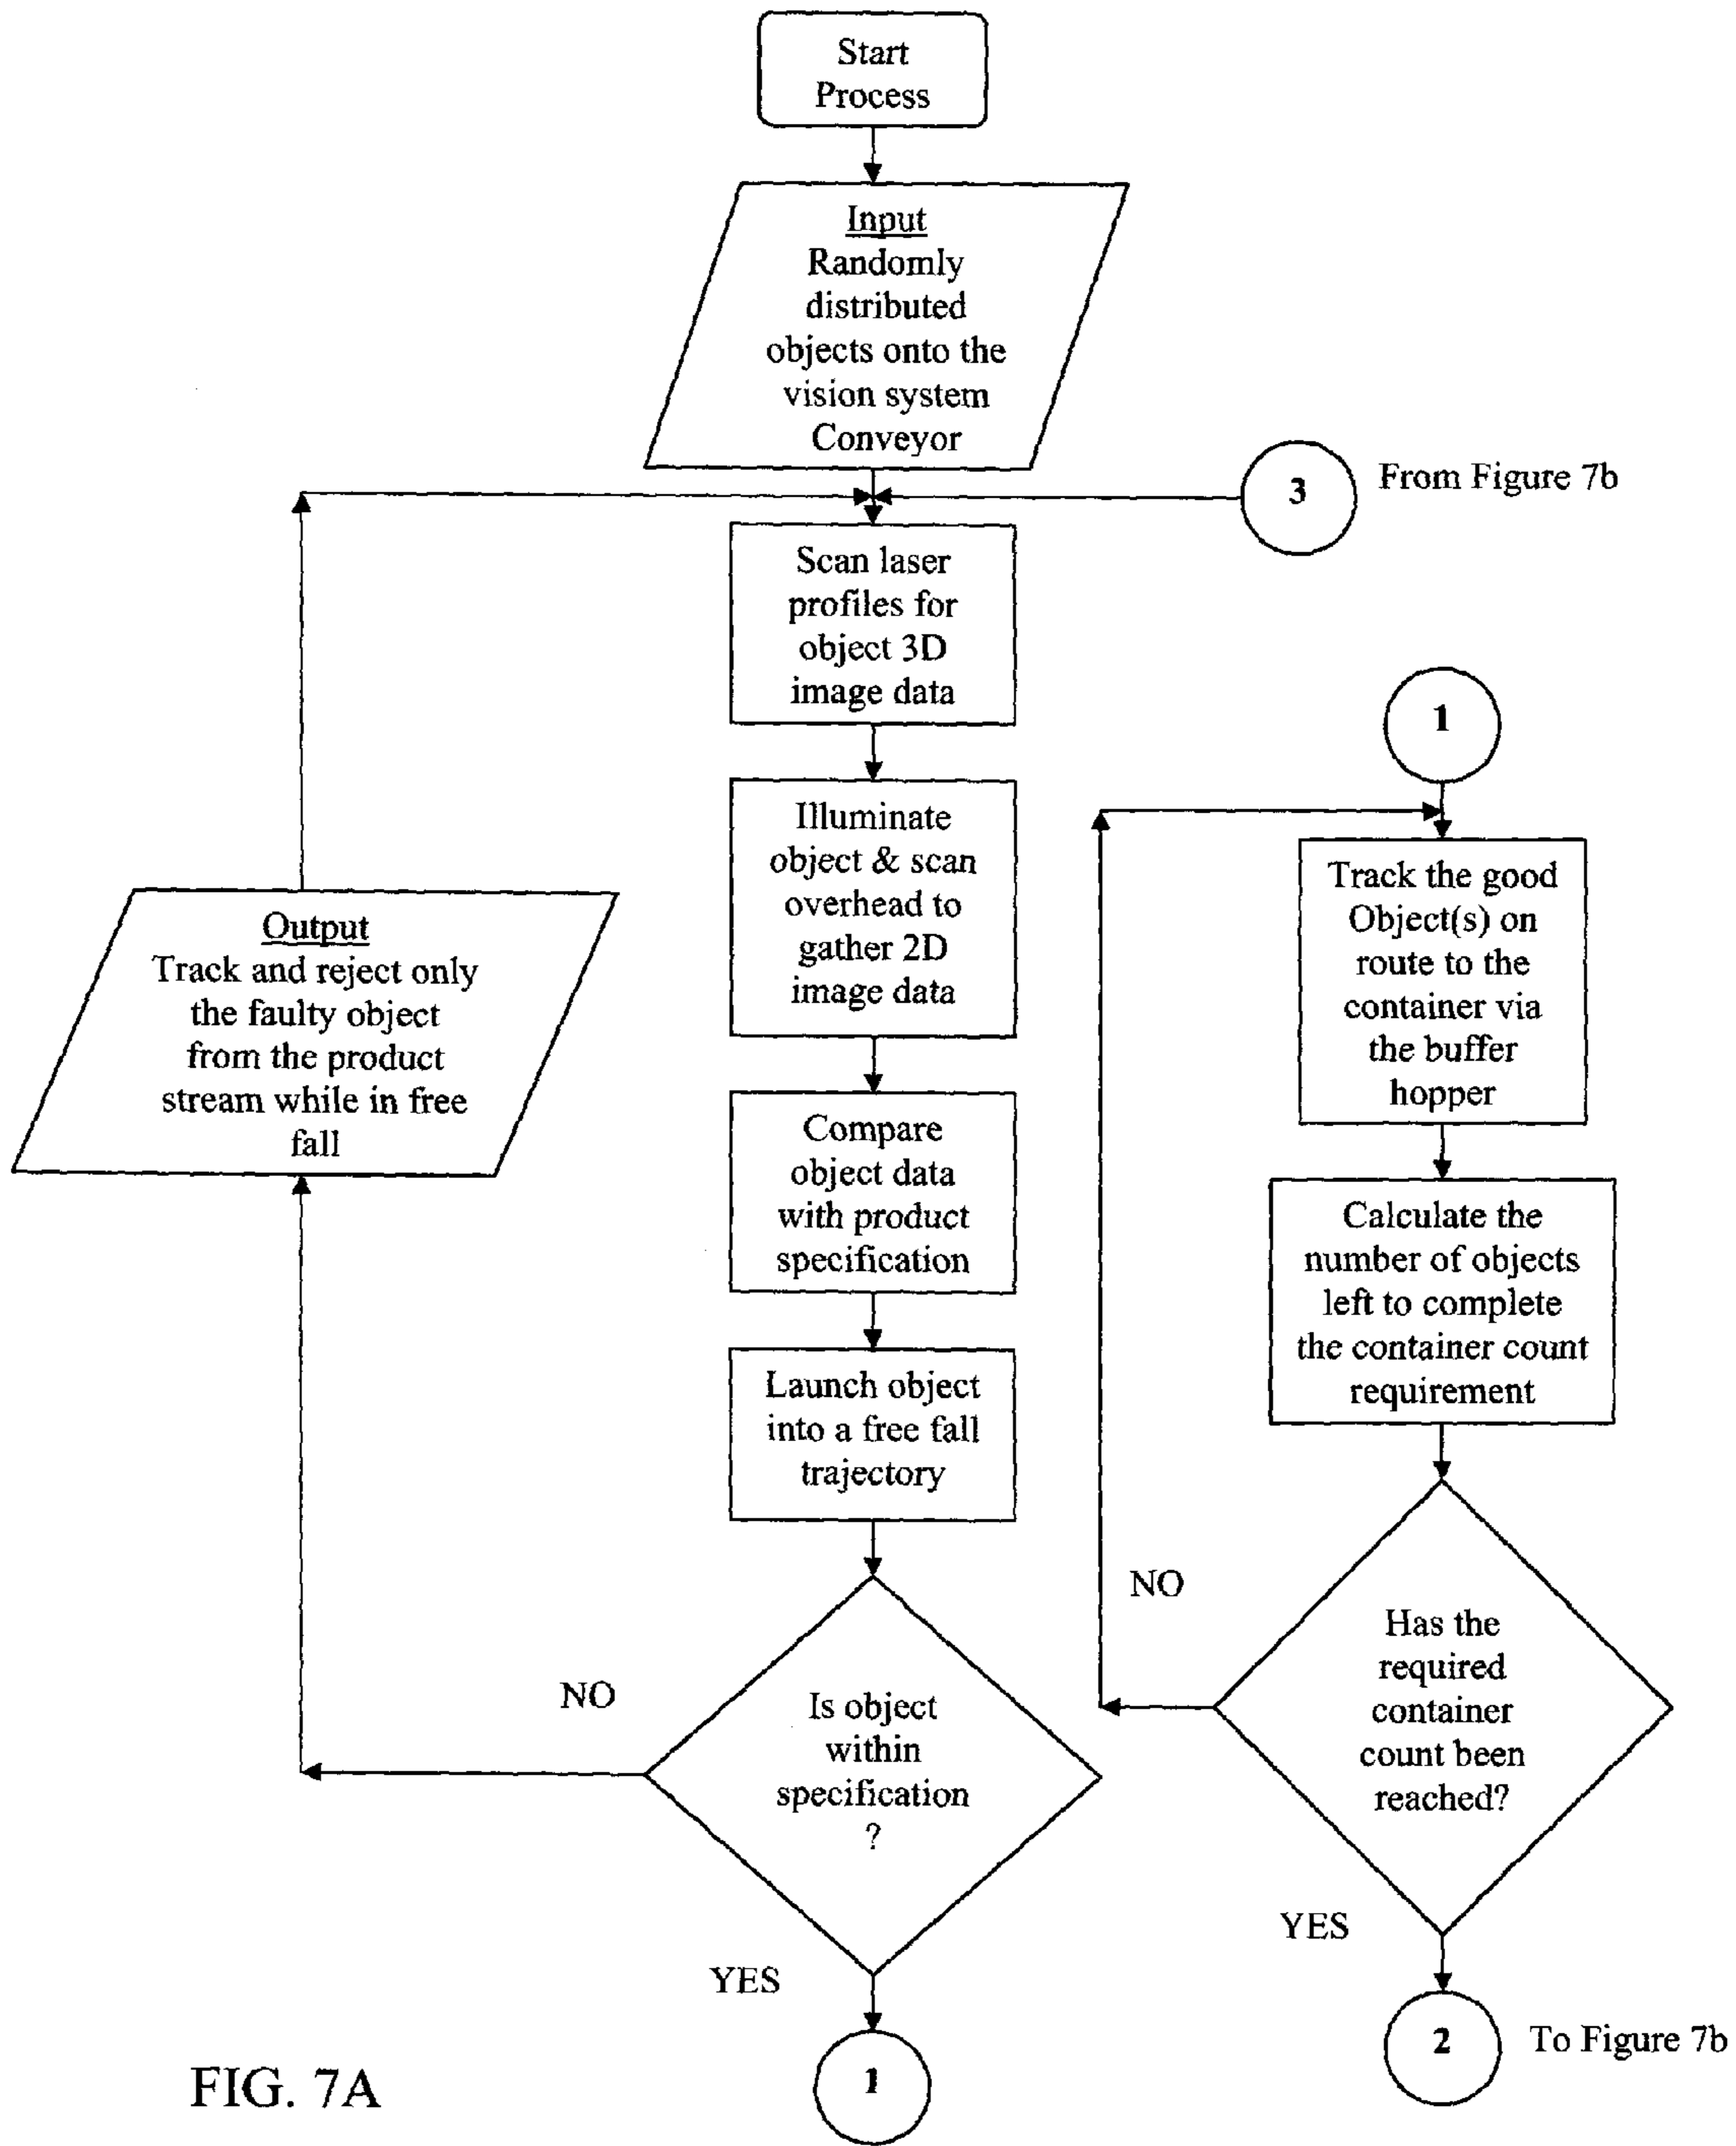 Start
Process
Input
Randomly
distributed
objects onto the
vision system
Conveyor
3
From Figure 7b
Scan laser
profiles for
object 3D
image data
Illuminate
object & scan
overhead to
gather 2D
image data
Output
Track and reject only
the faulty object
from the product
stream while in free
fall
Compare
object data
with product
specification
Launch object
into a free fall
trajectory
NO
Is object
within
specification
?
YES
1
1
Track the good
Object(s) on
route to the
container via
the buffer
hopper
Calculate the
number of objects
left to complete
the container count
requirement
NO
Has the
required
container
count been
reached?
YES
2
To Figure 7b
FIG. 7A